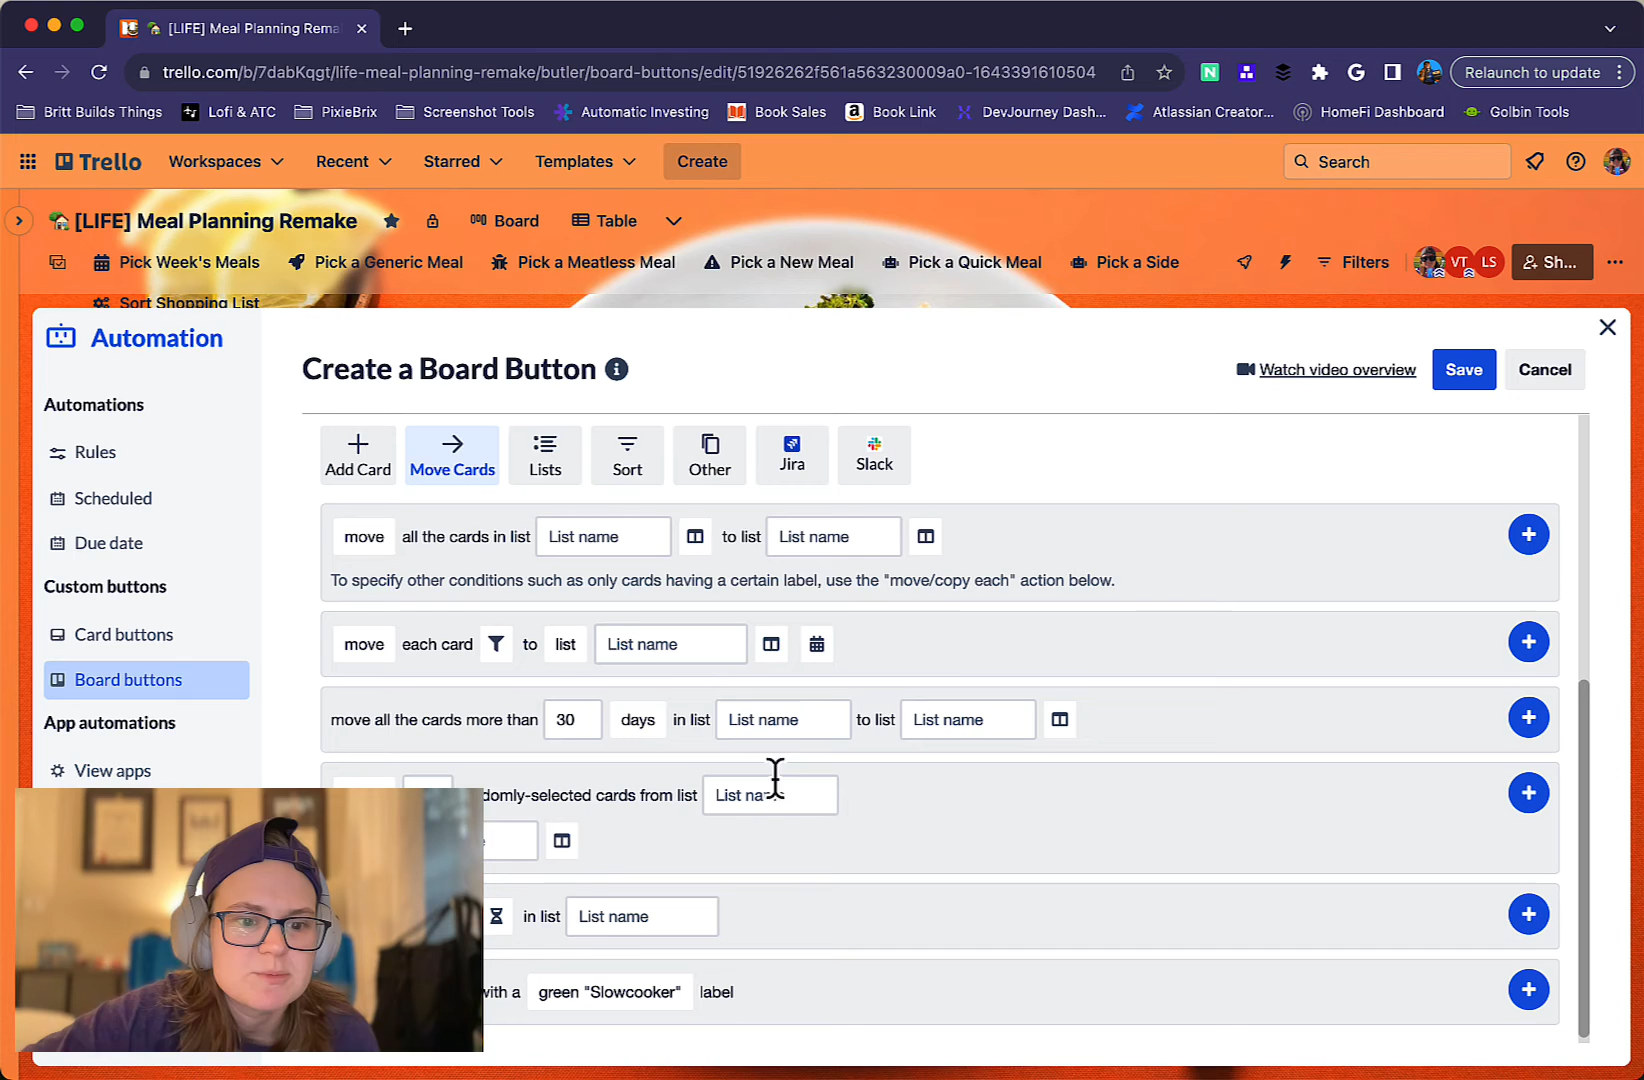 [LIFE] Meal Planning Rema
trello.com/b/7dabKqgt/life-meal-planning-remake/butler/board-buttons/edit/51926262f561a563230009a0-1643391610504
Relaunch to update
Britt Builds Things
Lofi & ATC
PixieBrix
Screenshot Tools
Automatic Investing
Book Sales
Book Link
DevJourney Dash...
Atlassian Creator...
HomeFi Dashboard
Golbin Tools
Trello
Workspaces
Recent
Starred
Templates
Create
Search
[LIFE] Meal Planning Remake
Board
Table
Pick Week's Meals
Pick a Generic Meal
Pick a Meatless Meal
Pick a New Meal
Pick a Quick Meal
Pick a Side
Filters
VT
LS
Sh...
Sort Shopping List
Automation
Automations
Rules
Scheduled
Due date
Custom buttons
Card buttons
Board buttons
App automations
View apps
Create a Board Button
Watch video overview
Save
Cancel
Add Card
Move Cards
Lists
Sort
Other
Jira
Slack
move all the cards in list List name to list List name
To specify other conditions such as only cards having a certain label, use the "move/copy each" action below.
move each card to list List name
move all the cards more than 30 days in list List name to list List name
domly-selected cards from list List na
in list List name
with a green "Slowcooker" label